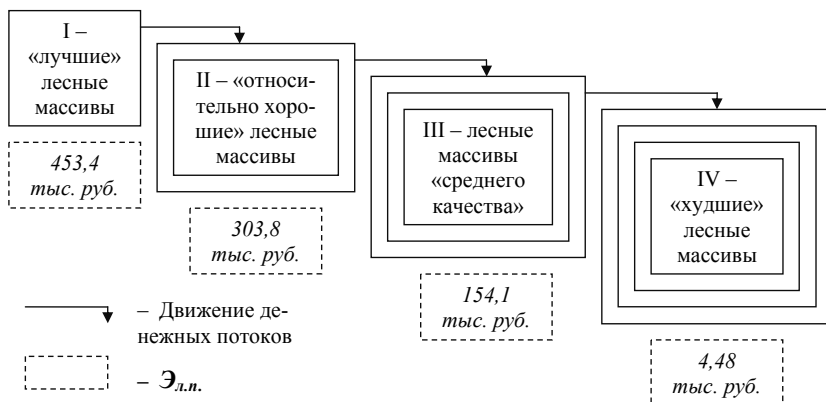 I –
«лучшие»
лесные
массивы
453,4
тыс. руб.
II – «относи-
тельно хоро-
шие» лесные
массивы
303,8
тыс. руб.
III – лесные
массивы
«среднего
качества»
154,1
тыс. руб.
IV –
«худшие»
лесные
массивы
4,48
тыс. руб.
– Движение де-
нежных потоков
– Эл.п.